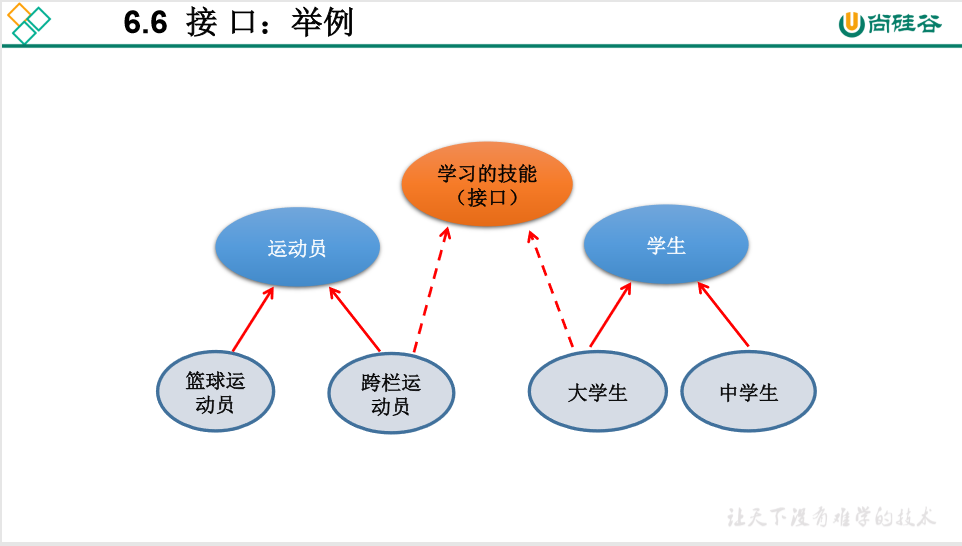 6.6 接 口：举例
尚硅谷
学习的技能
（接口）
运动员
学生
篮球运
动员
跨栏运
动员
大学生
中学生
让天下没有难学的技术